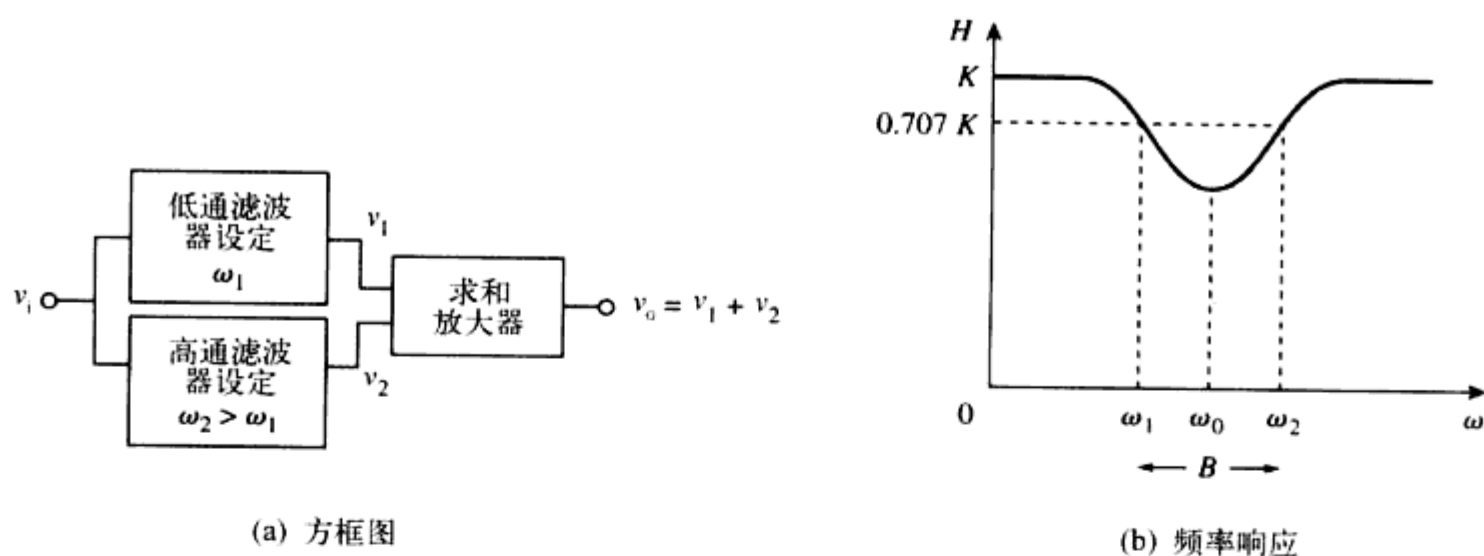 低通滤波
器设定
ω₁
高通滤波
器设定
ω₂ > ω₁
vᵢ
v₁
v₂
求和
放大器
vₒ = v₁ + v₂
(a) 方框图
H
K
0.707 K
0
ω₁
ω₀
ω₂
ω
B
(b) 频率响应